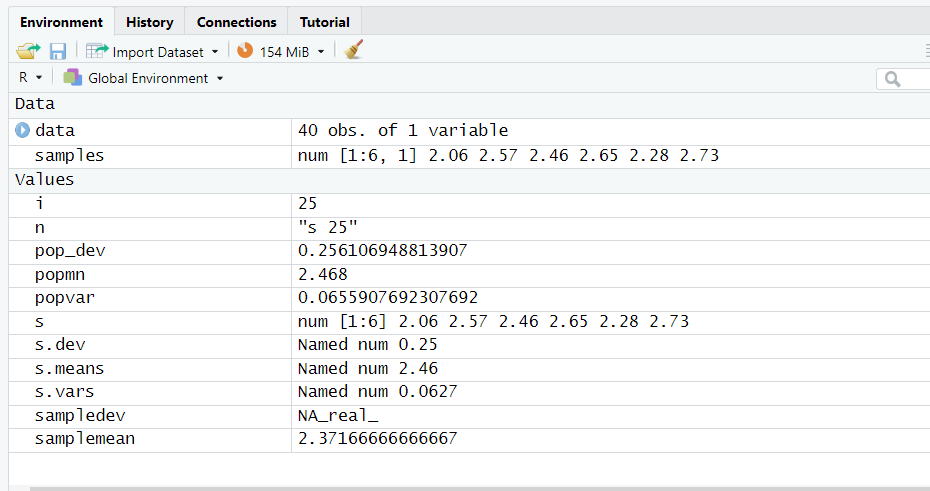 Environment History Connections Tutorial
Import Dataset 154 MiB
R Global Environment
Data
data 40 obs. of 1 variable
samples num [1:6, 1] 2.06 2.57 2.46 2.65 2.28 2.73
Values
i 25
n "s 25"
pop_dev 0.256106948813907
popmn 2.468
popvar 0.0655907692307692
s num [1:6] 2.06 2.57 2.46 2.65 2.28 2.73
s.dev Named num 0.25
s.means Named num 2.46
s.vars Named num 0.0627
sampledev NA_real_
samplemean 2.37166666666667